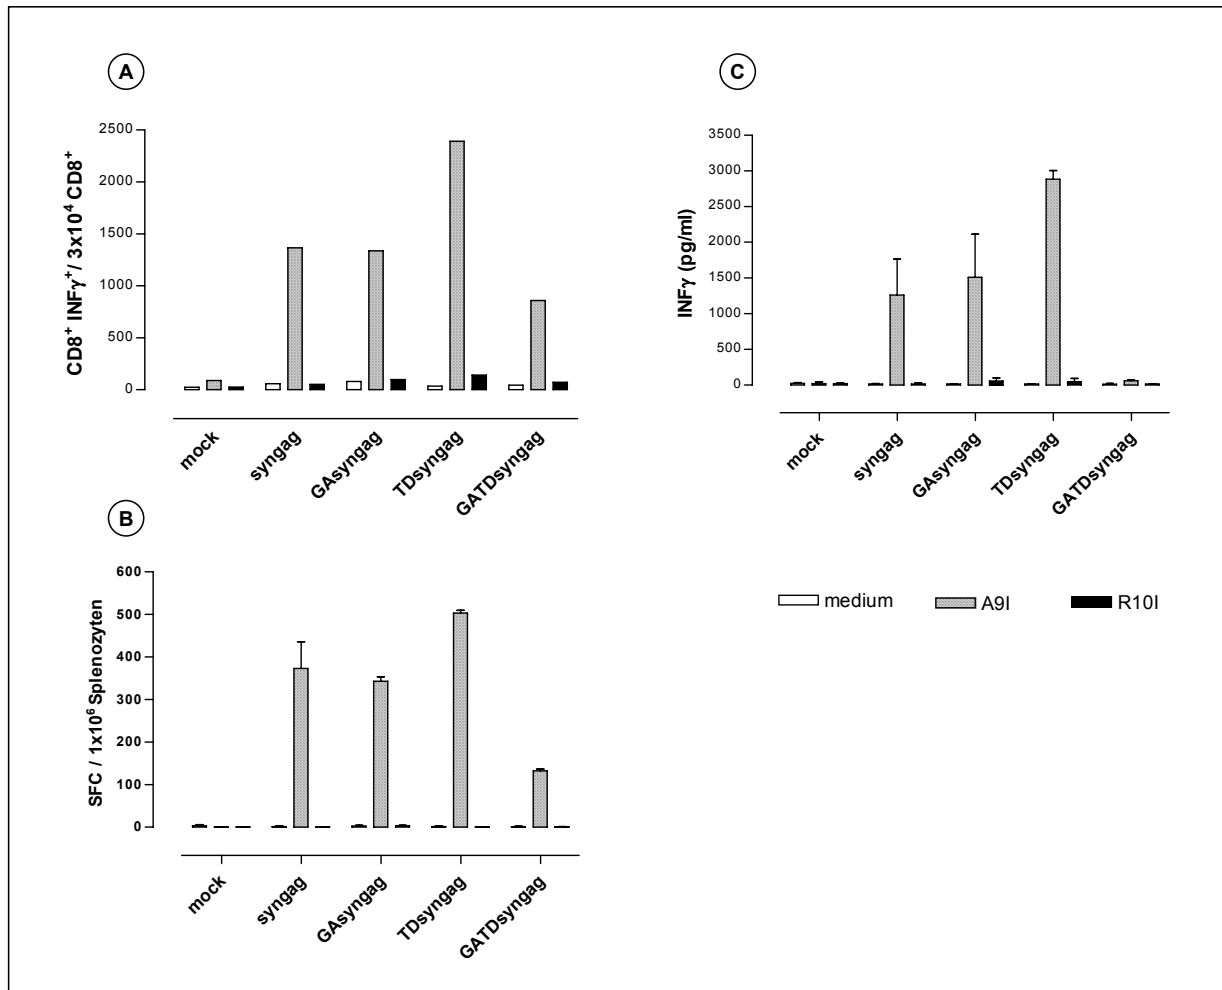 A
CD8⁺ INFγ⁺/ 3x10⁴ CD8⁺
2500
2000
1500
1000
500
0
mock
syngag
GAsyngag
TDsyngag
GATDsyngag
B
SFC / 1x10⁶ Splenozyten
600
500
400
300
200
100
0
mock
syngag
GAsyngag
TDsyngag
GATDsyngag
C
INFγ (pg/ml)
3500
3000
2500
2000
1500
1000
500
0
mock
syngag
GAsyngag
TDsyngag
GATDsyngag
medium A9I R10I